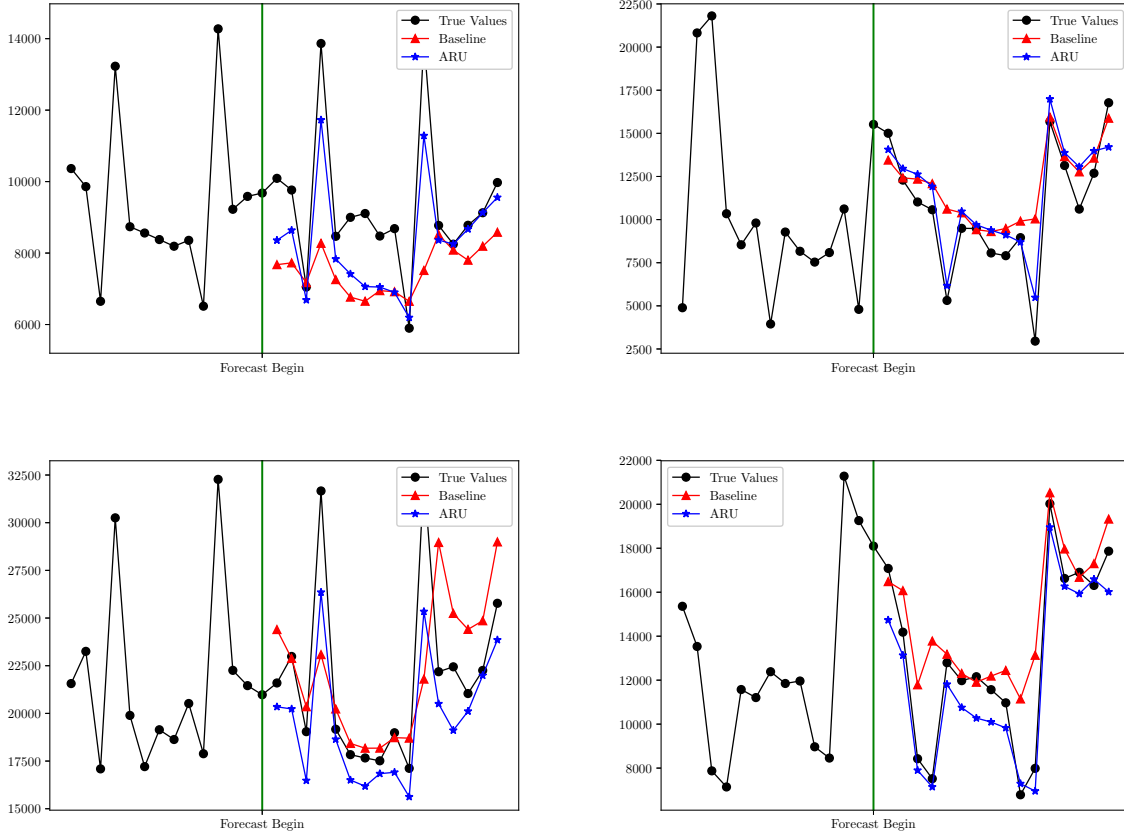 14000
12000
10000
8000
6000
True Values
Baseline
ARU
Forecast Begin
22500
20000
17500
15000
12500
10000
7500
5000
2500
True Values
Baseline
ARU
Forecast Begin
32500
30000
27500
25000
22500
20000
17500
15000
True Values
Baseline
ARU
Forecast Begin
22000
20000
18000
16000
14000
12000
10000
8000
True Values
Baseline
ARU
Forecast Begin